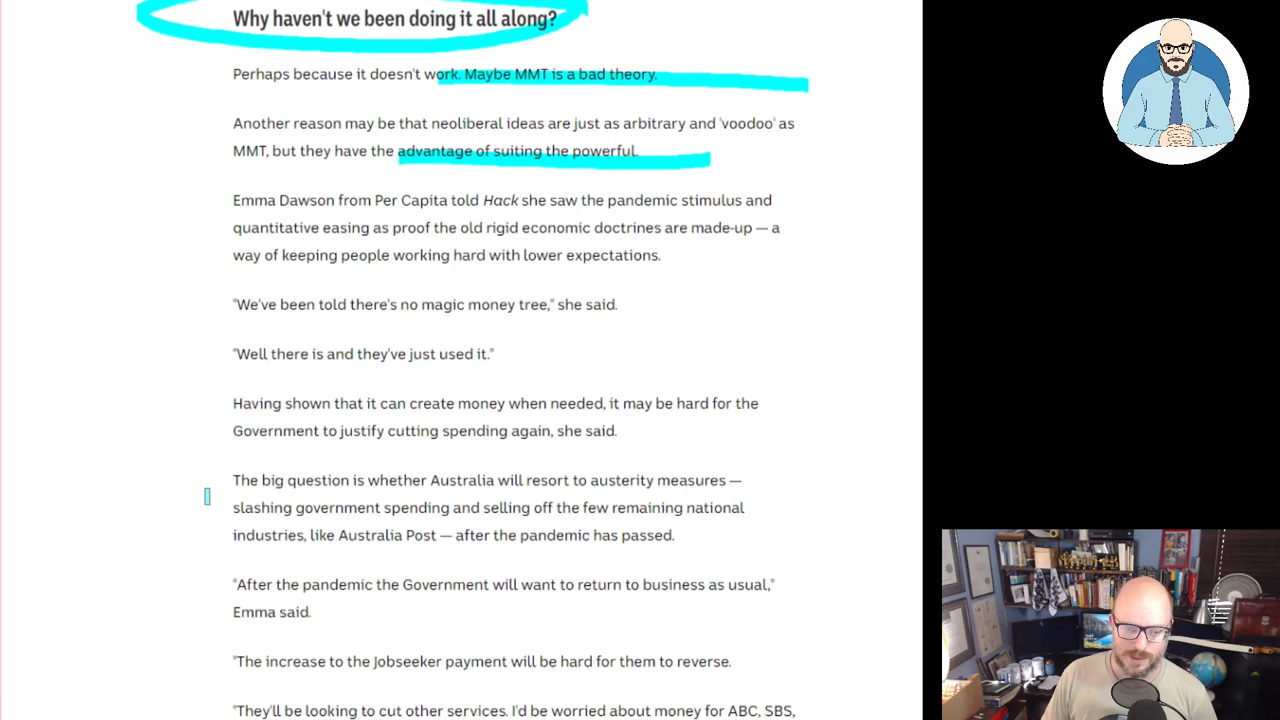 Why haven't we been doing it all along?
Perhaps because it doesn't work. Maybe MMT is a bad theory.
Another reason may be that neoliberal ideas are just as arbitrary and 'voodoo' as
MMT, but they have the advantage of suiting the powerful.
Emma Dawson from Per Capita told Hack she saw the pandemic stimulus and
quantitative easing as proof the old rigid economic doctrines are made-up — a
way of keeping people working hard with lower expectations.
"We've been told there's no magic money tree," she said.
"Well there is and they've just used it."
Having shown that it can create money when needed, it may be hard for the
Government to justify cutting spending again, she said.
The big question is whether Australia will resort to austerity measures —
slashing government spending and selling off the few remaining national
industries, like Australia Post — after the pandemic has passed.
"After the pandemic the Government will want to return to business as usual,"
Emma said.
"The increase to the Jobseeker payment will be hard for them to reverse.
"They'll be looking to cut other services. I'd be worried about money for ABC, SBS,